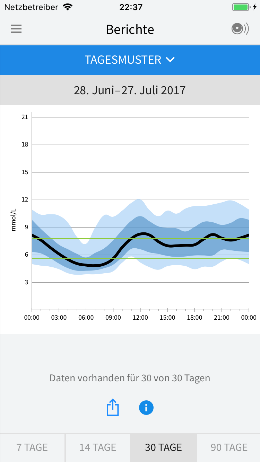 Netzbetreiber 22:37
Berichte
TAGESMUSTER
28. Juni–27. Juli 2017
21
18
15
12
mmol/L
9
6
3
00:00 03:00 06:00 09:00 12:00 15:00 18:00 21:00 00:00
Daten vorhanden für 30 von 30 Tagen
7 TAGE 14 TAGE 30 TAGE 90 TAGE